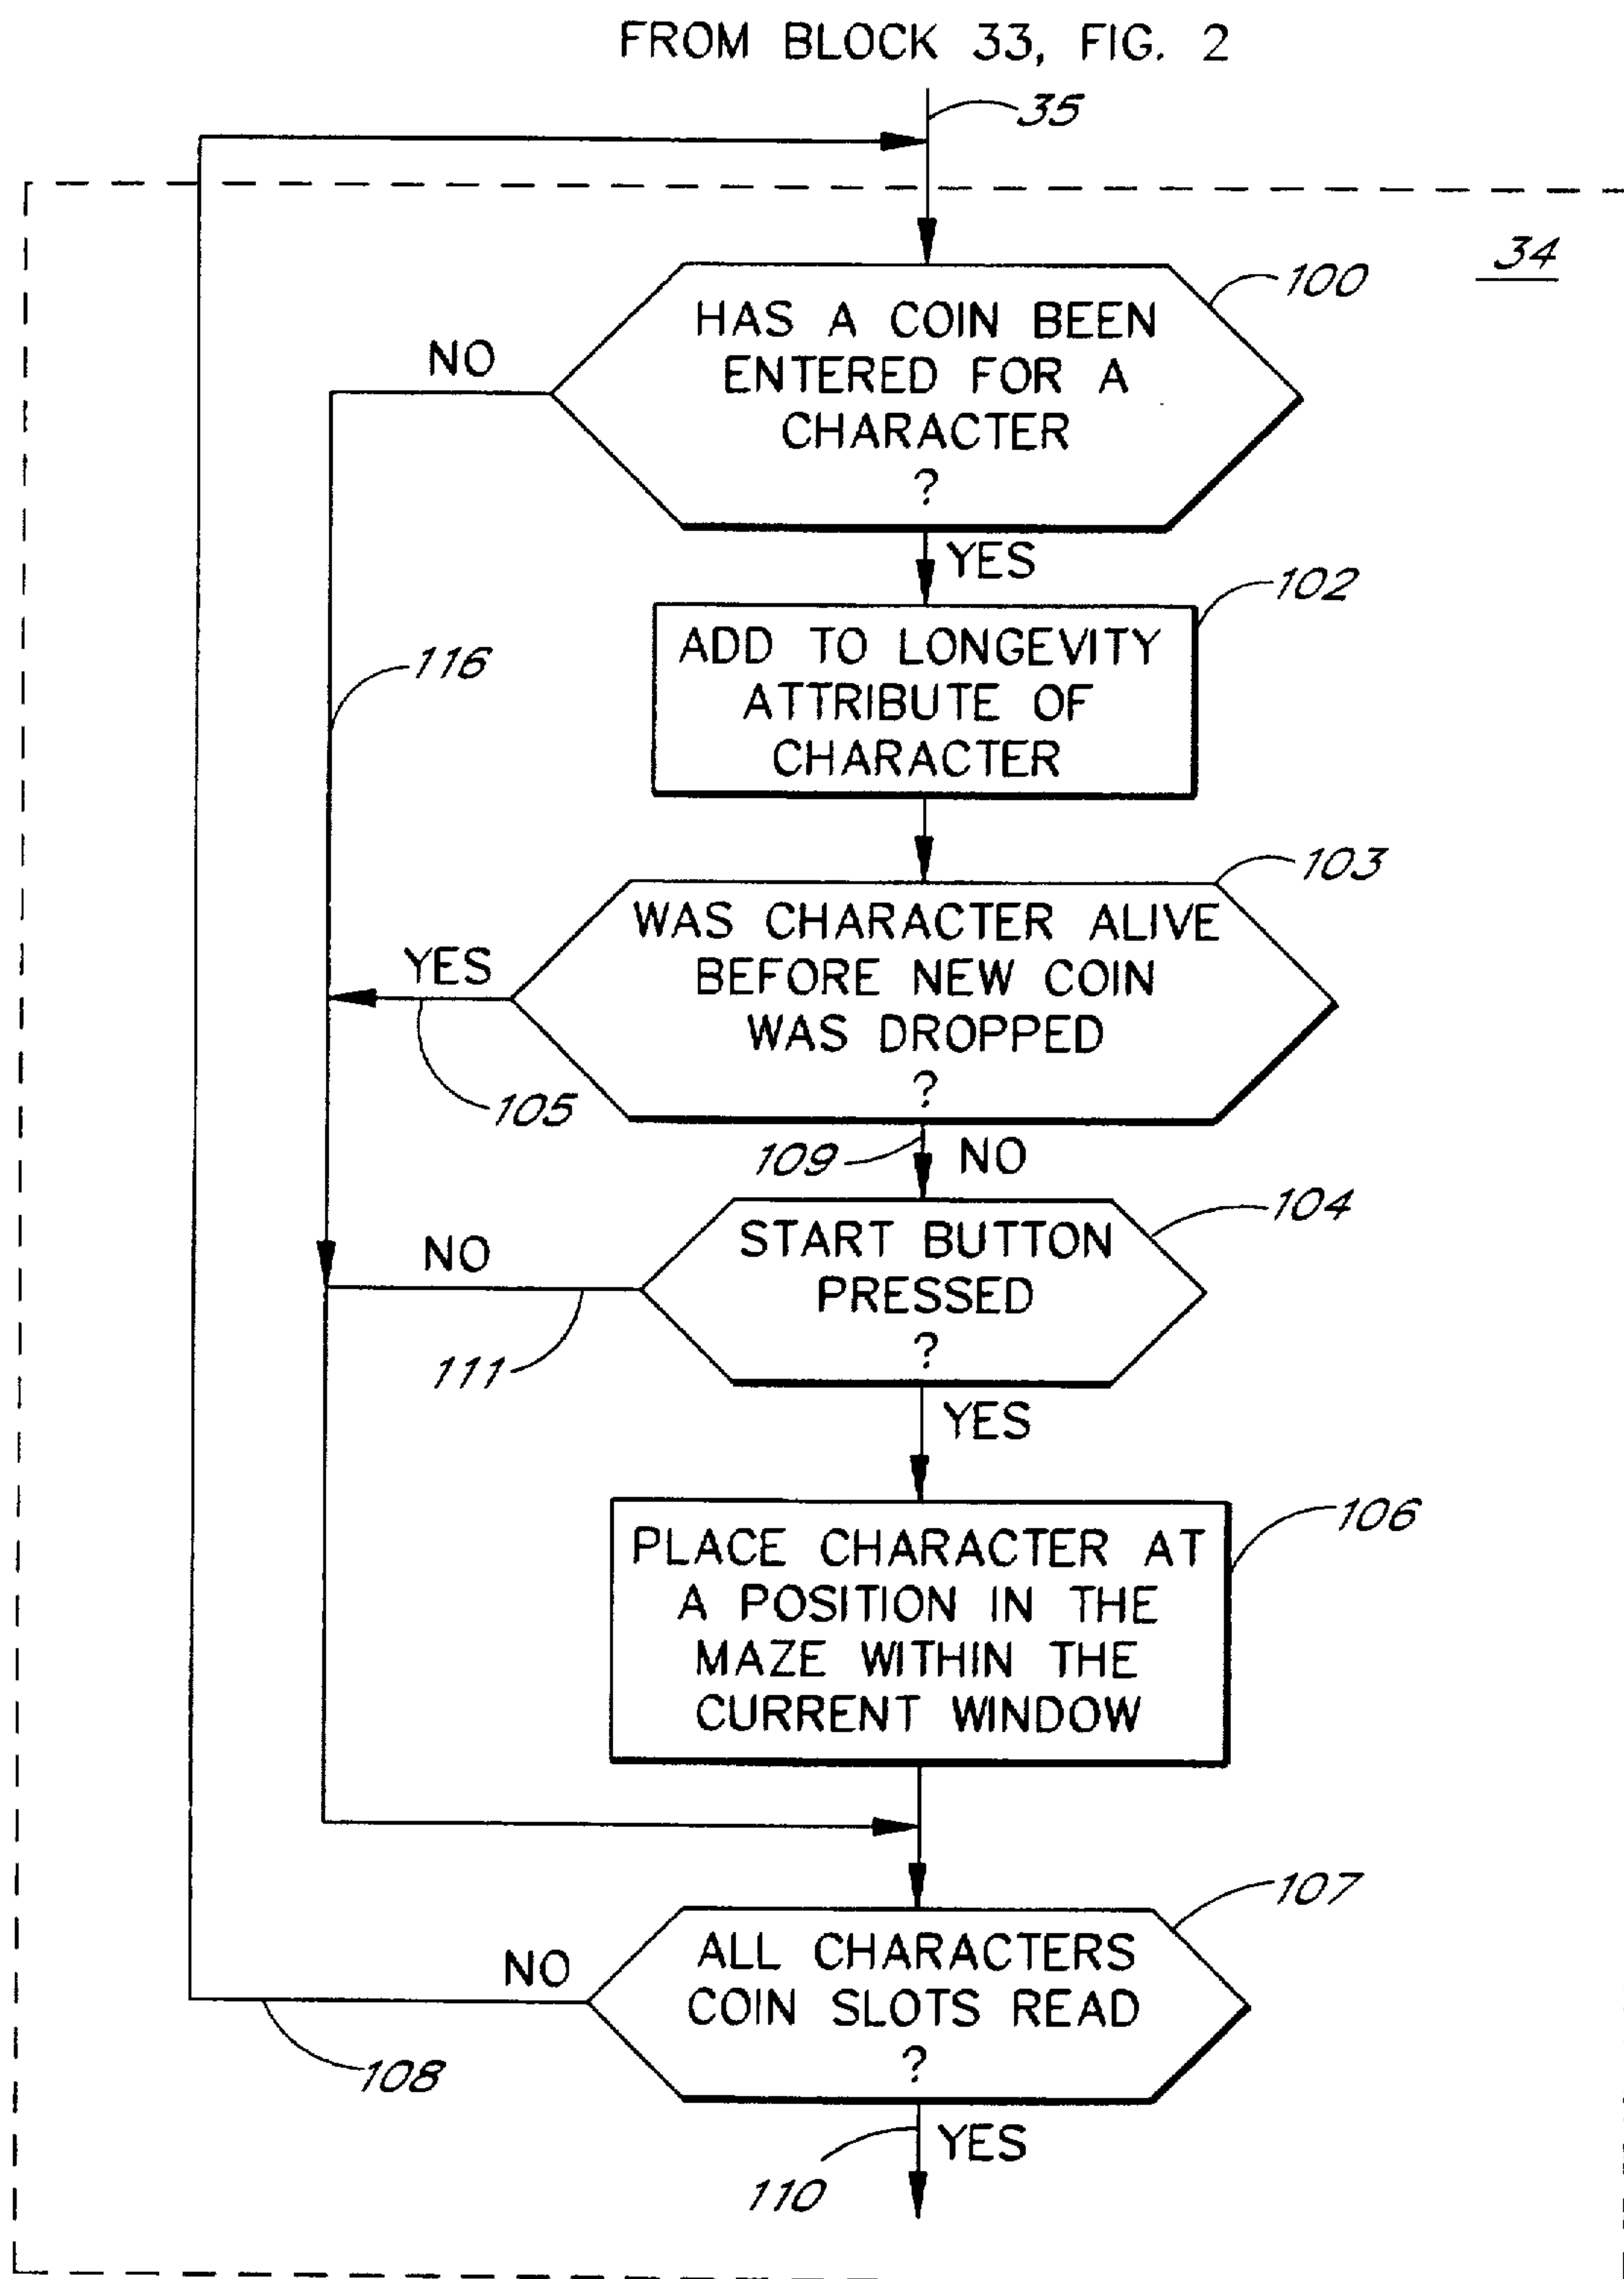 FROM BLOCK 33, FIG. 2
35
34
100
HAS A COIN BEEN
ENTERED FOR A
CHARACTER
?
NO
YES
102
ADD TO LONGEVITY
ATTRIBUTE OF
CHARACTER
116
103
WAS CHARACTER ALIVE
BEFORE NEW COIN
WAS DROPPED
?
YES
105
109
NO
104
START BUTTON
PRESSED
?
NO
111
YES
106
PLACE CHARACTER AT
A POSITION IN THE
MAZE WITHIN THE
CURRENT WINDOW
107
ALL CHARACTERS
COIN SLOTS READ
?
NO
108
YES
110